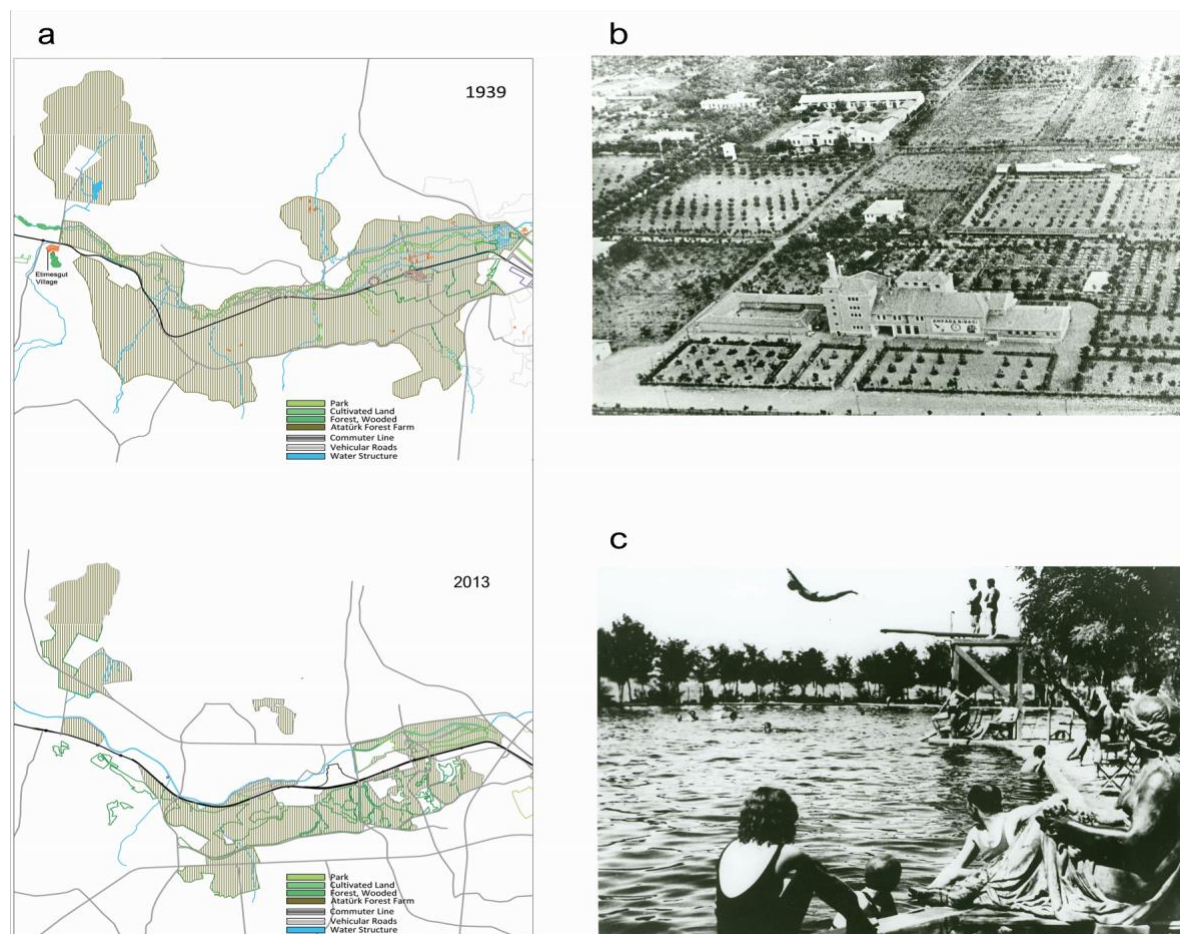 a
1939
Etimesgut
Village
Park
Cultivated Land
Forest, Wooded
Atatürk Forest Farm
Commuter Line
Vehicular Roads
Water Structure
2013
Park
Cultivated Land
Forest, Wooded
Atatürk Forest Farm
Commuter Line
Vehicular Roads
Water Structure
b
c